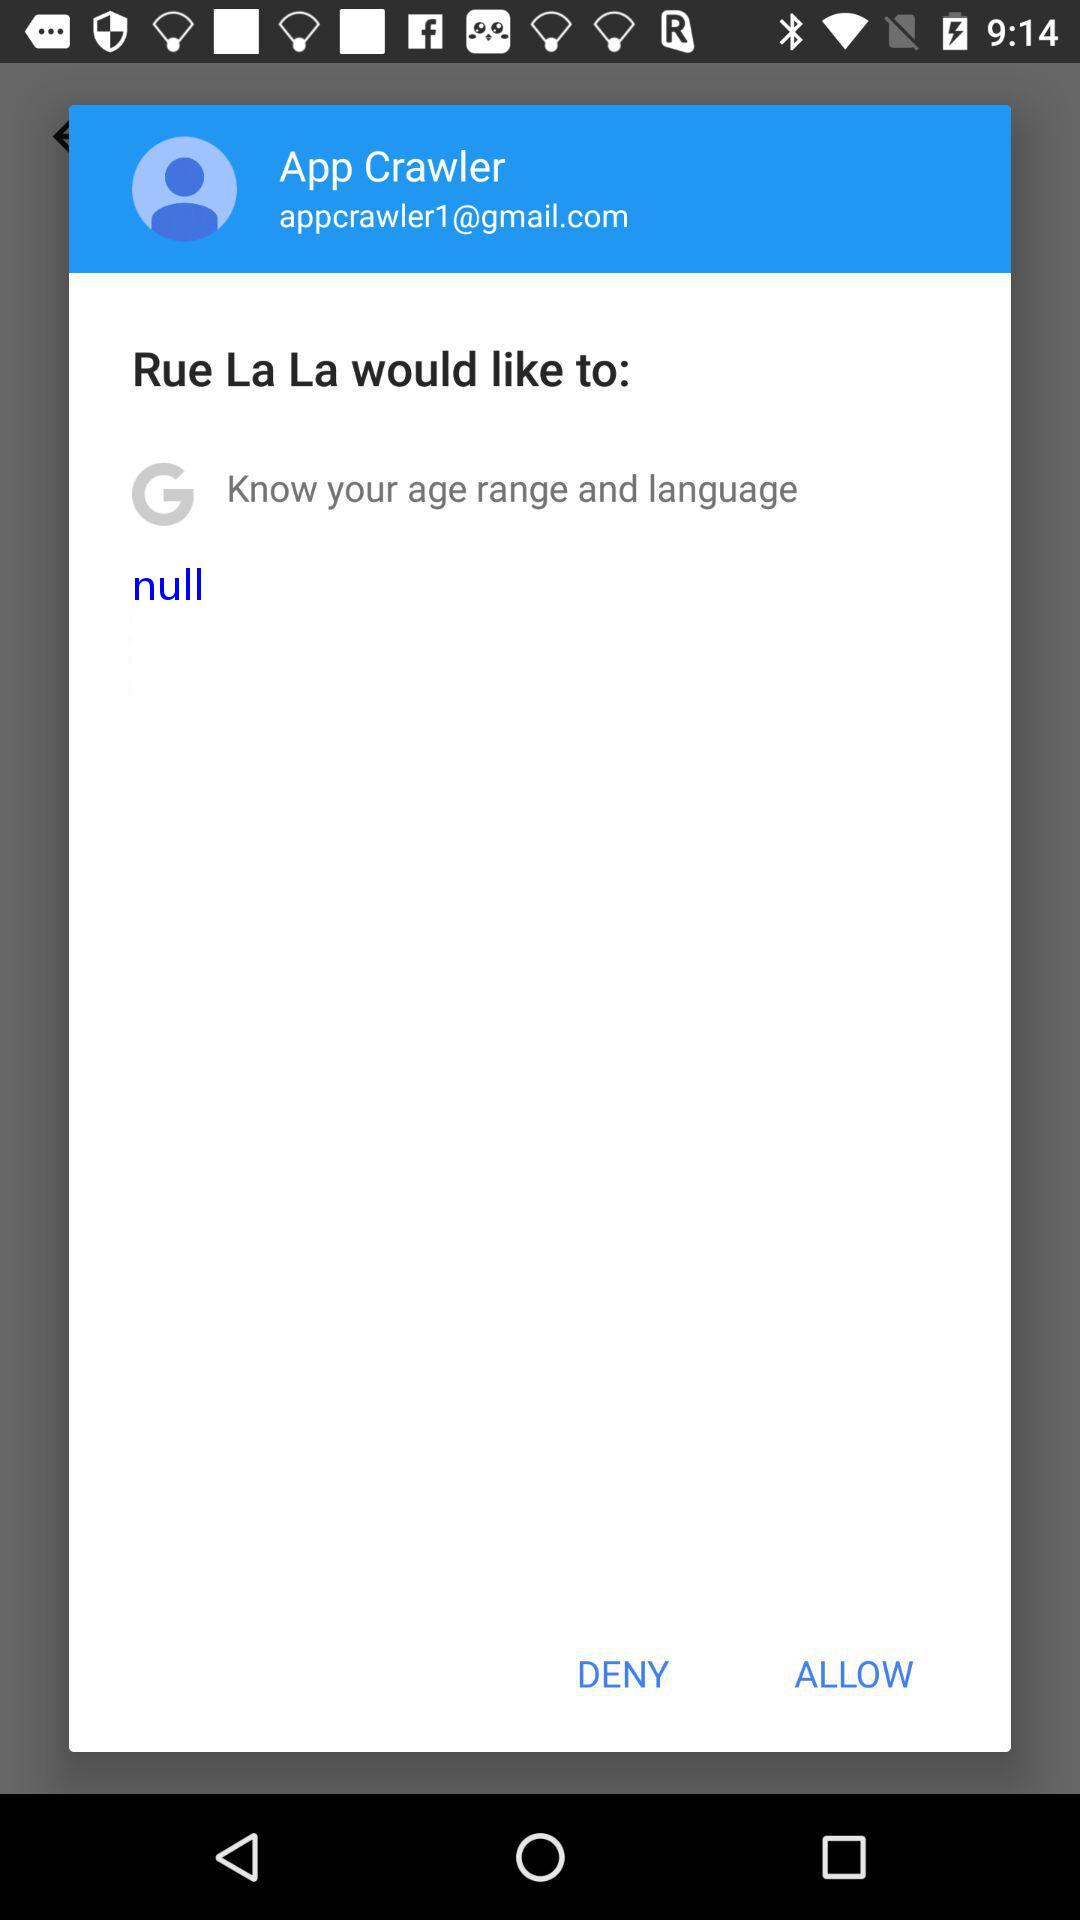 9:14
App Crawler
appcrawler1@gmail.com
Rue La La would like to:
Know your age range and language
null
DENY ALLOW